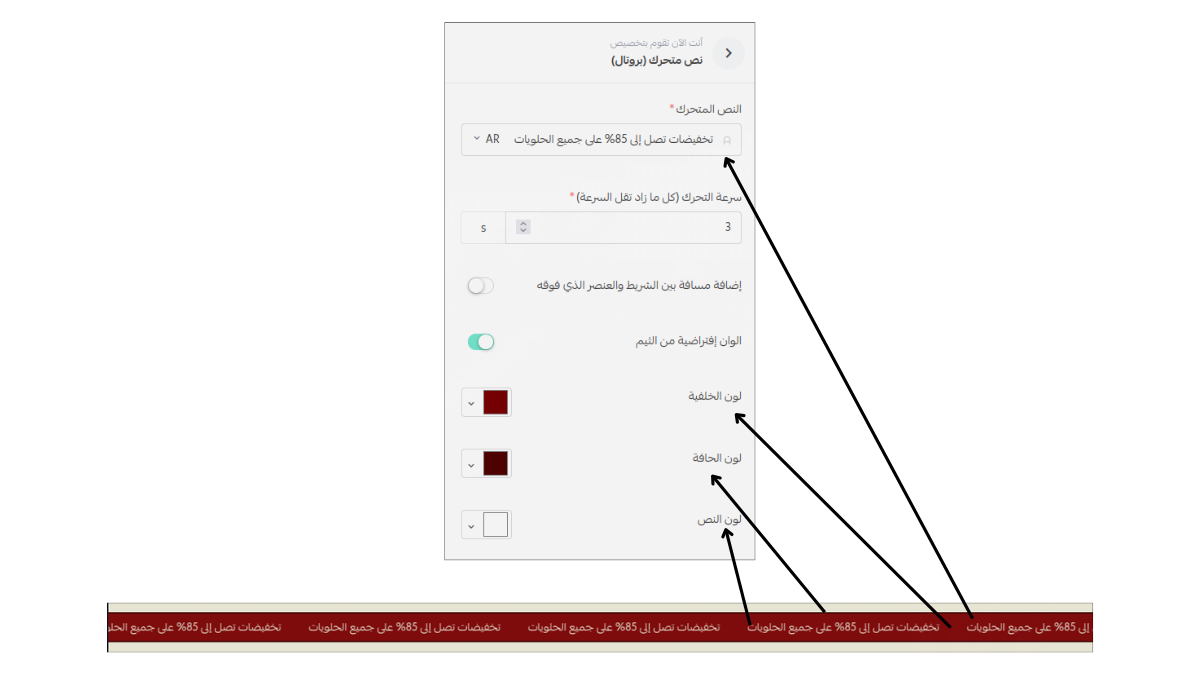 أنت الآن تقوم بتخصيص
نص متحرك (بروتال)
النص المتحرك *
تخفيضات تصل إلى 85% على جميع الحلويات AR
سرعة التحرك (كل ما زاد تقل السرعة) *
3 s
إضافة مسافة بين الشريط والعنصر الذي فوقه
الوان إفتراضية من الثيم
لون الخلفية
لون الحافة
لون النص
إلى 85% على جميع الحلويات تخفيضات تصل إلى 85% على جميع الحلويات تخفيضات تصل إلى 85% على جميع الحلويات تخفيضات تصل إلى 85% على جميع الحلويات تخفيضات تصل إلى 85% على جميع